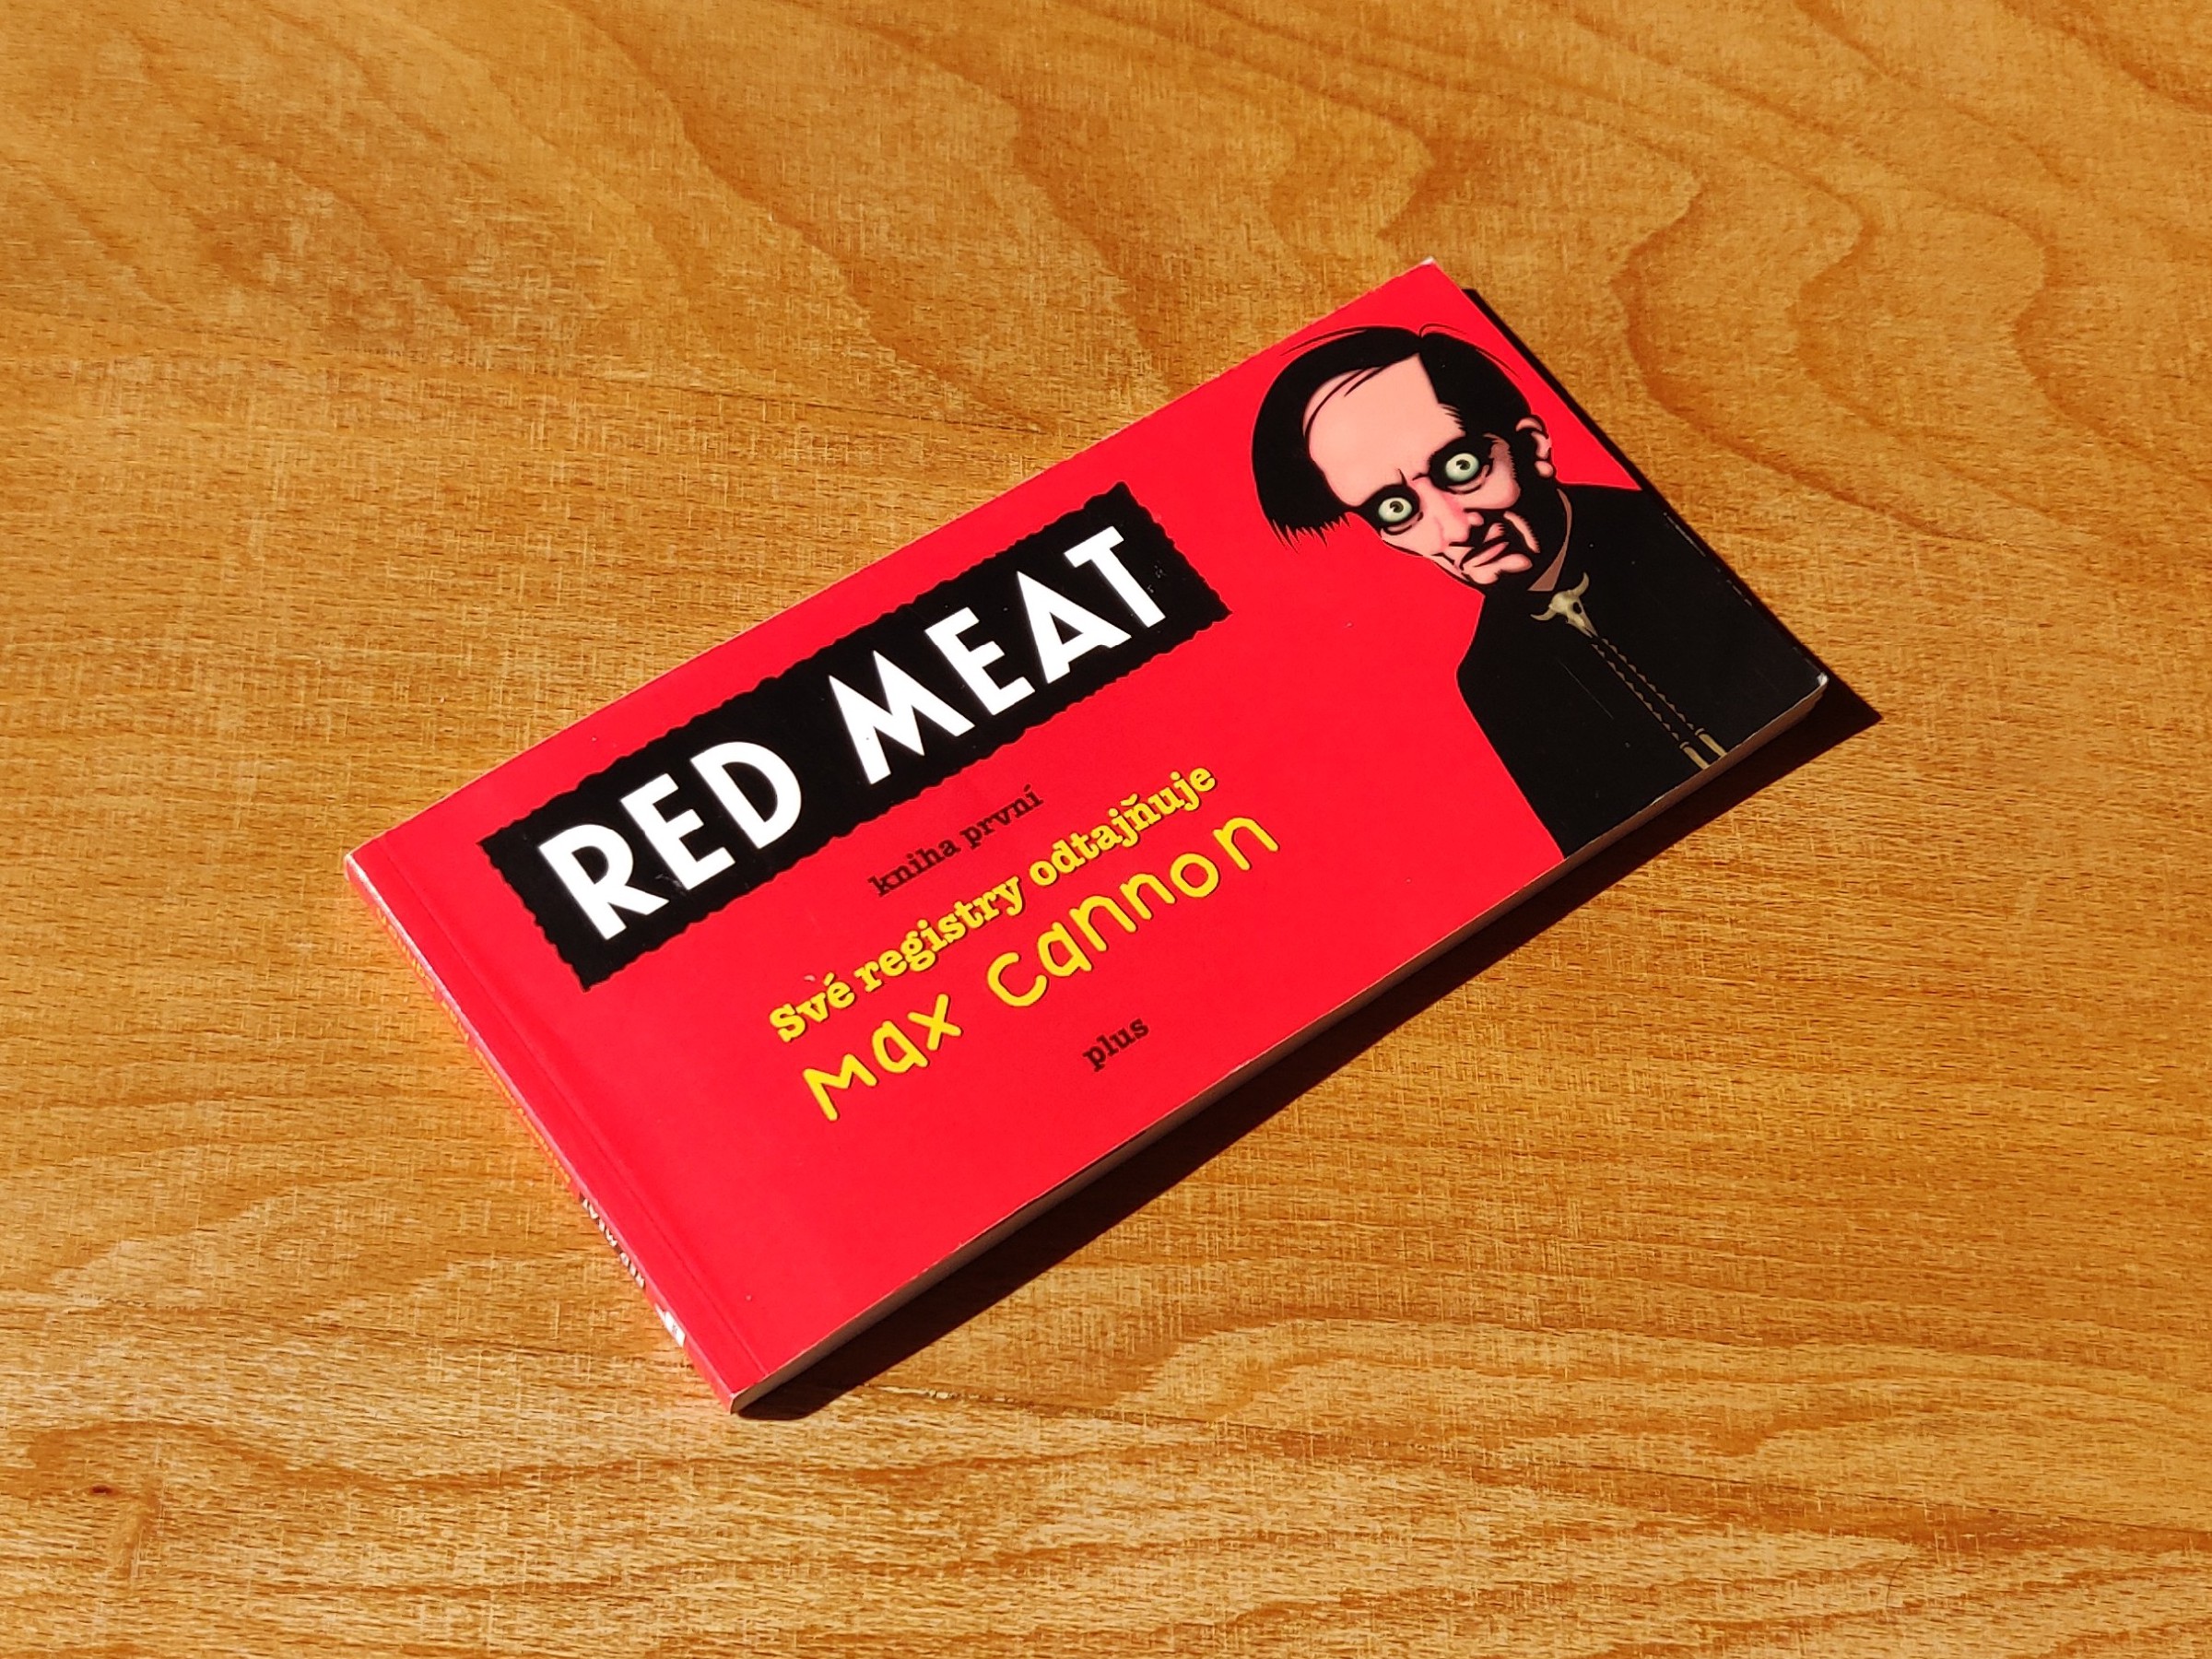 RED MEAT
kniha první
Své registry odtajňuje
Max Cannon
plus